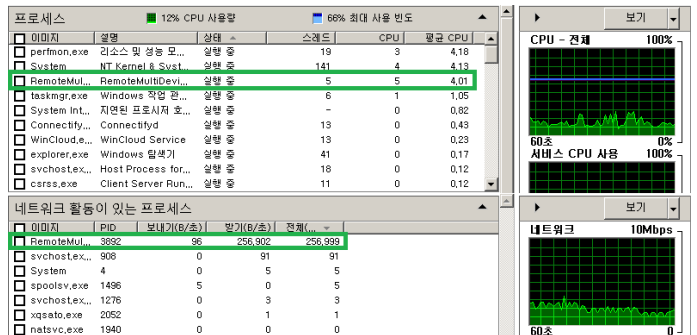 프로세스 12% CPU 사용량 66% 최대 사용 빈도
이미지 설명 상태 스레드 CPU 평균 CPU
perfmon,exe 리소스 및 성능 모,,, 실행 중 19 3 4,18
System NT Kernel & Syst,,, 실행 중 141 4 4,13
RemoteMul,,, RemoteMultiDevi,,, 실행 중 5 5 4,01
taskmgr,exe Windows 작업 관,,, 실행 중 6 1 1,05
System Int,,, 지연된 프로시저 호,,, 실행 중 - 0 0,82
Connectify,,, Connectifyd 실행 중 13 0 0,43
WinCloud,e,,, WinCloud Service 실행 중 13 0 0,23
explorer,exe Windows 탐색기 실행 중 41 0 0,17
svchost,ex,,, Host Process for,,, 실행 중 18 0 0,12
csrss,exe Client Server Run,,, 실행 중 11 0 0,12
보기
CPU - 전체 100%
60초 0%
서비스 CPU 사용 100%
네트워크 활동이 있는 프로세스
이미지 PID 보내기(B/초) 받기(B/초) 전체(,,,
RemoteMul,,, 3892 96 256,902 256,999
svchost,ex,,, 908 0 91 91
System 4 0 5 5
spoolsv,exe 1496 5 0 5
svchost,ex,,, 1276 0 3 3
xqsato,exe 2052 0 1 1
natsvc,exe 1940 0 0 0
보기
네트워크 10Mbps
60초 0